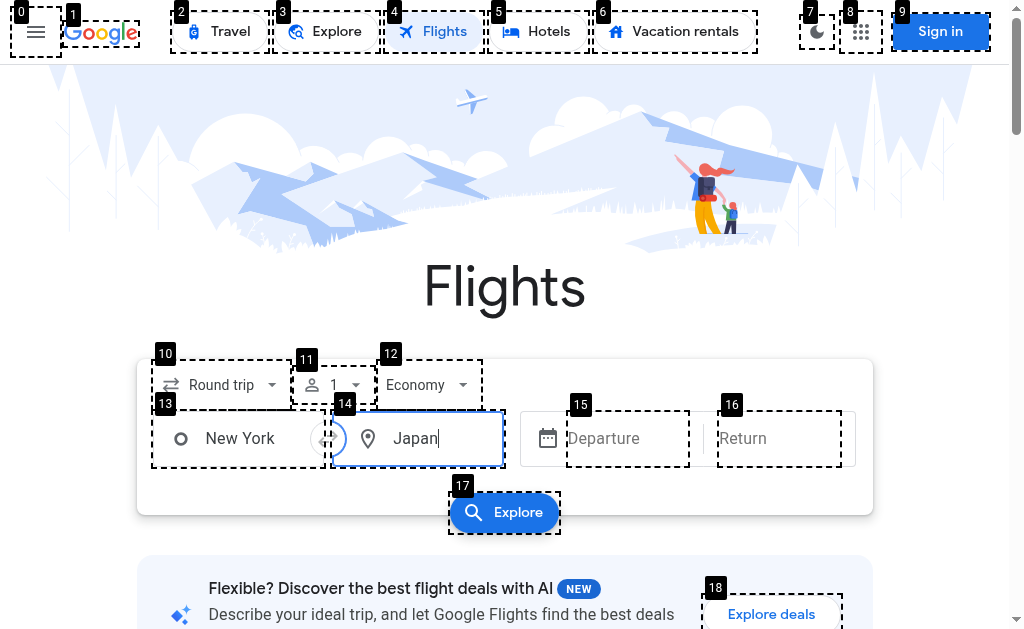 0 1 2 3 4 5 6 7 8 9
Google Travel Explore Flights Hotels Vacation rentals Sign in
Flights
10 11 12
Round trip 1 Economy
13 14 15 16
New York Japan Departure Return
17
Explore
Flexible? Discover the best flight deals with AI NEW
18
Describe your ideal trip, and let Google Flights find the best deals
Explore deals